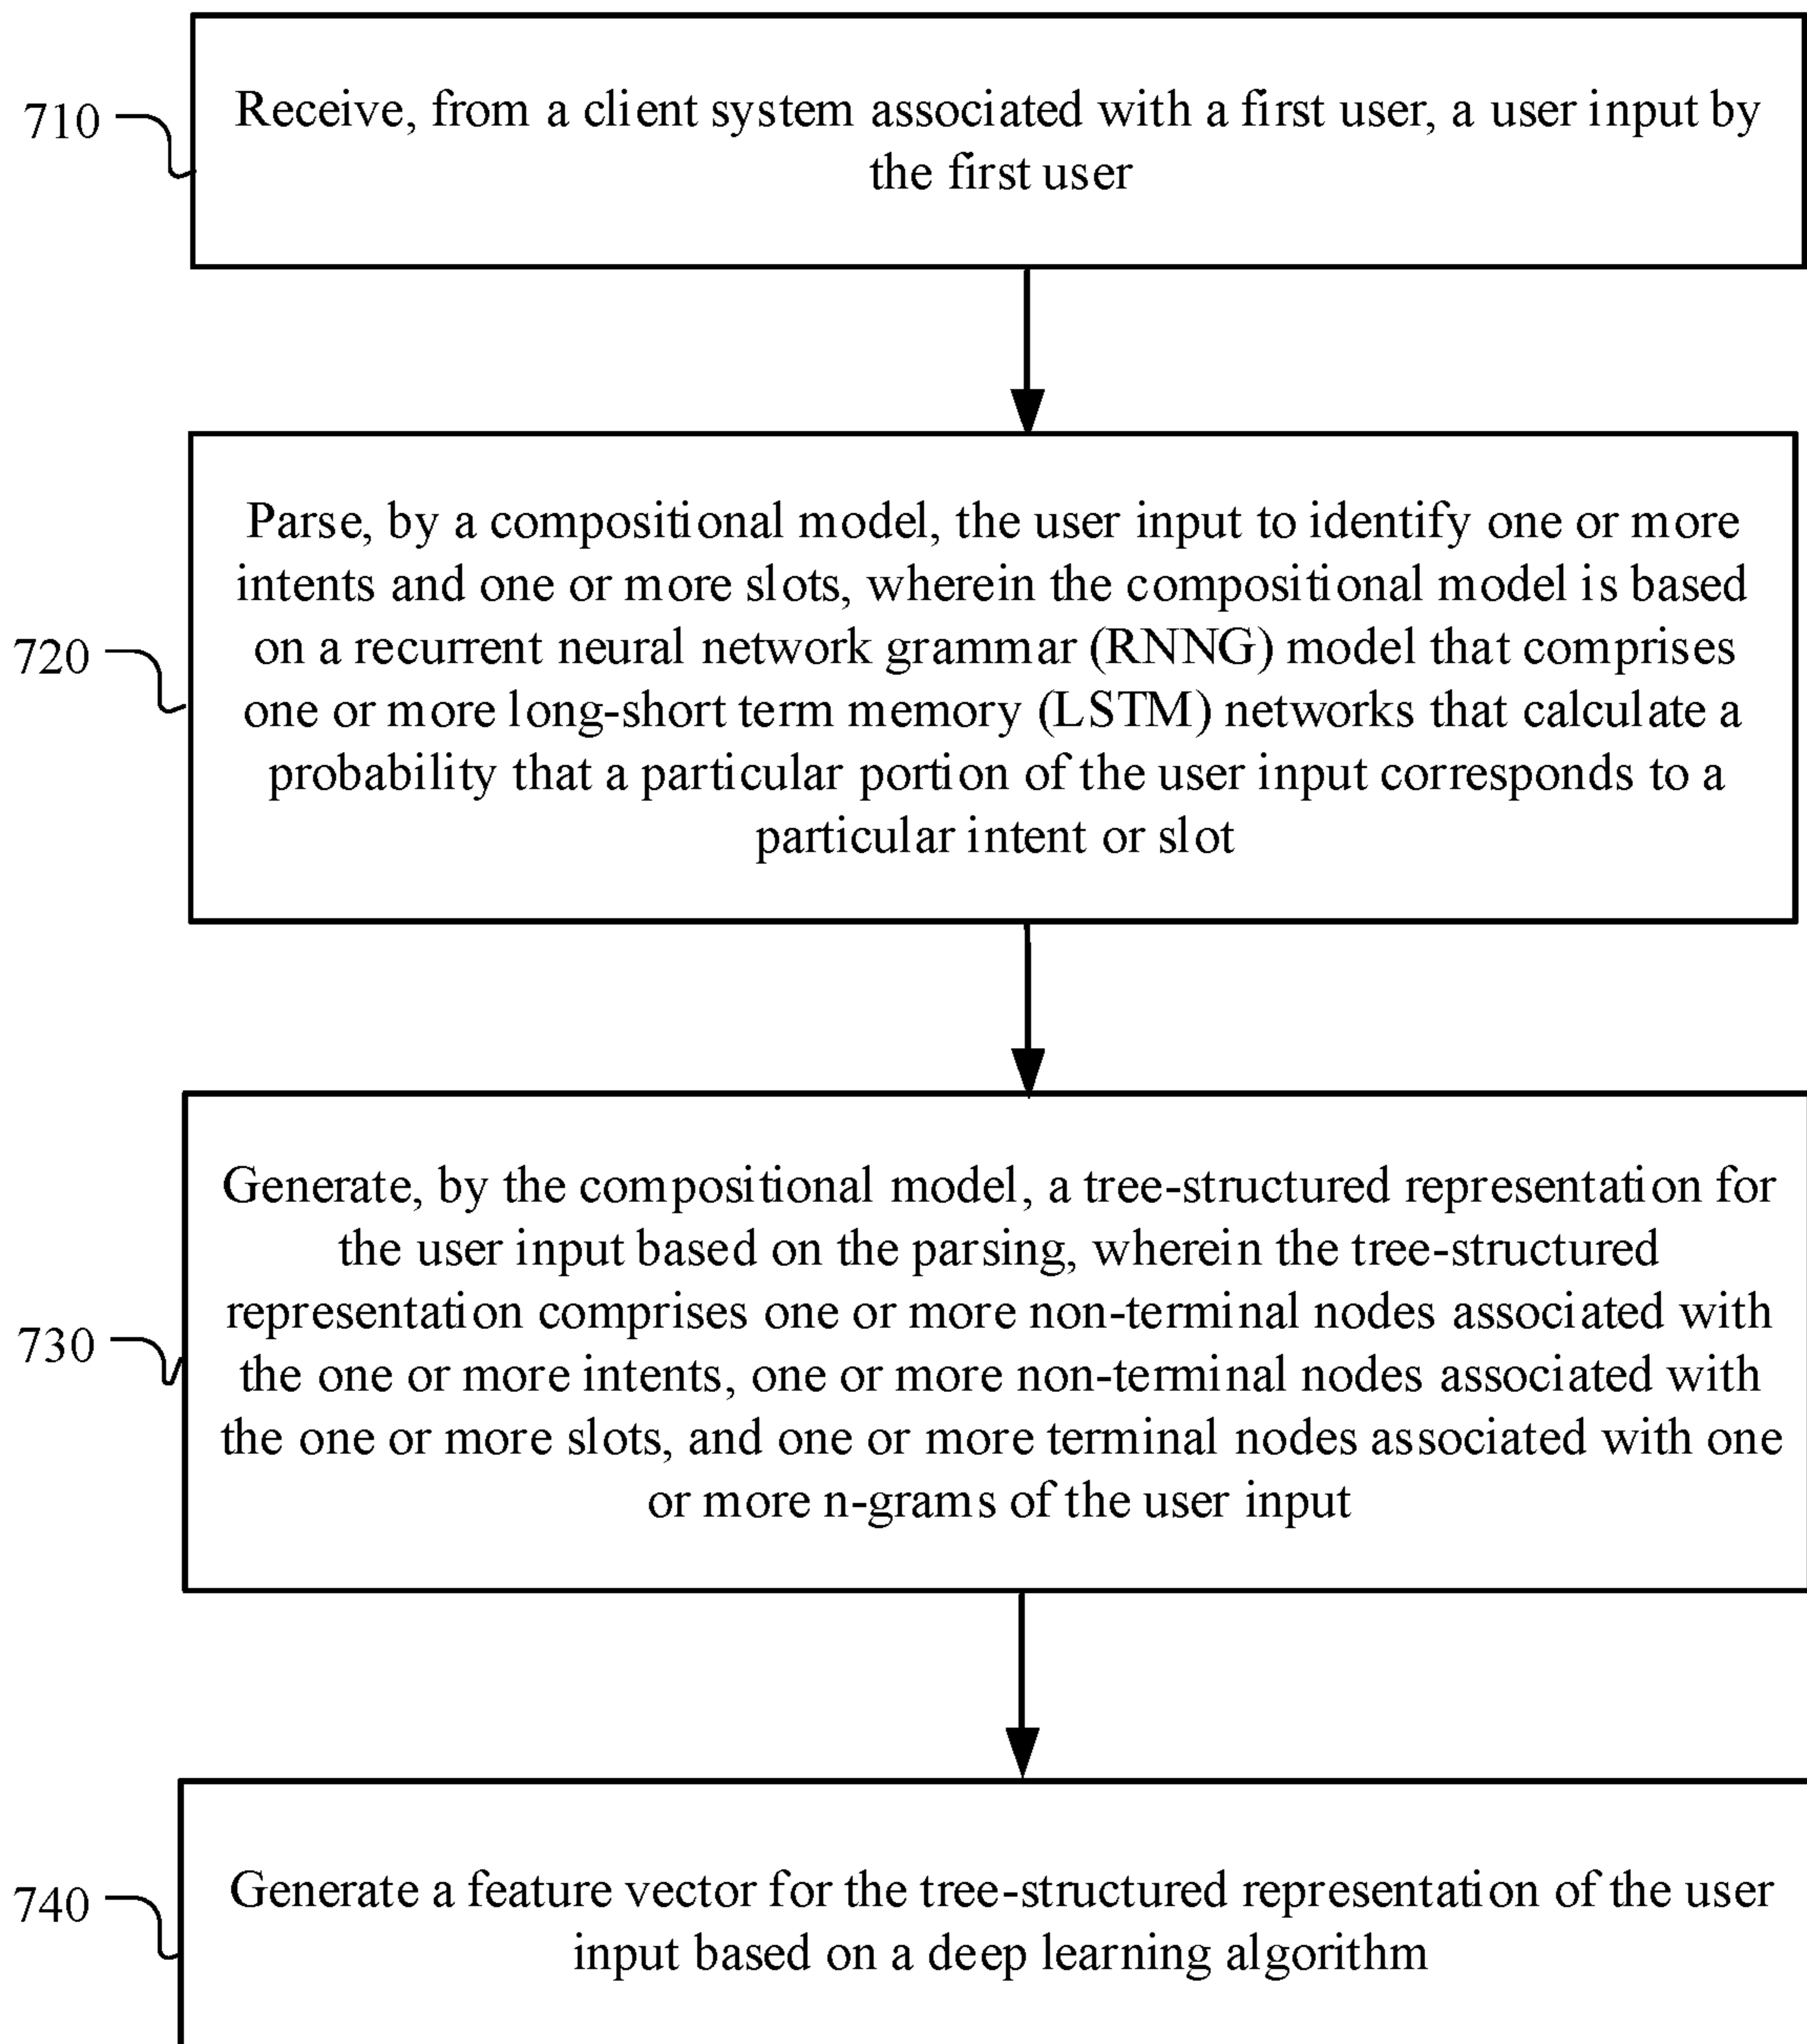 710
Receive, from a client system associated with a first user, a user input by
the first user
720
Parse, by a compositional model, the user input to identify one or more
intents and one or more slots, wherein the compositional model is based
on a recurrent neural network grammar (RNNG) model that comprises
one or more long-short term memory (LSTM) networks that calculate a
probability that a particular portion of the user input corresponds to a
particular intent or slot
730
Generate, by the compositional model, a tree-structured representation for
the user input based on the parsing, wherein the tree-structured
representation comprises one or more non-terminal nodes associated with
the one or more intents, one or more non-terminal nodes associated with
the one or more slots, and one or more terminal nodes associated with one
or more n-grams of the user input
740
Generate a feature vector for the tree-structured representation of the user
input based on a deep learning algorithm